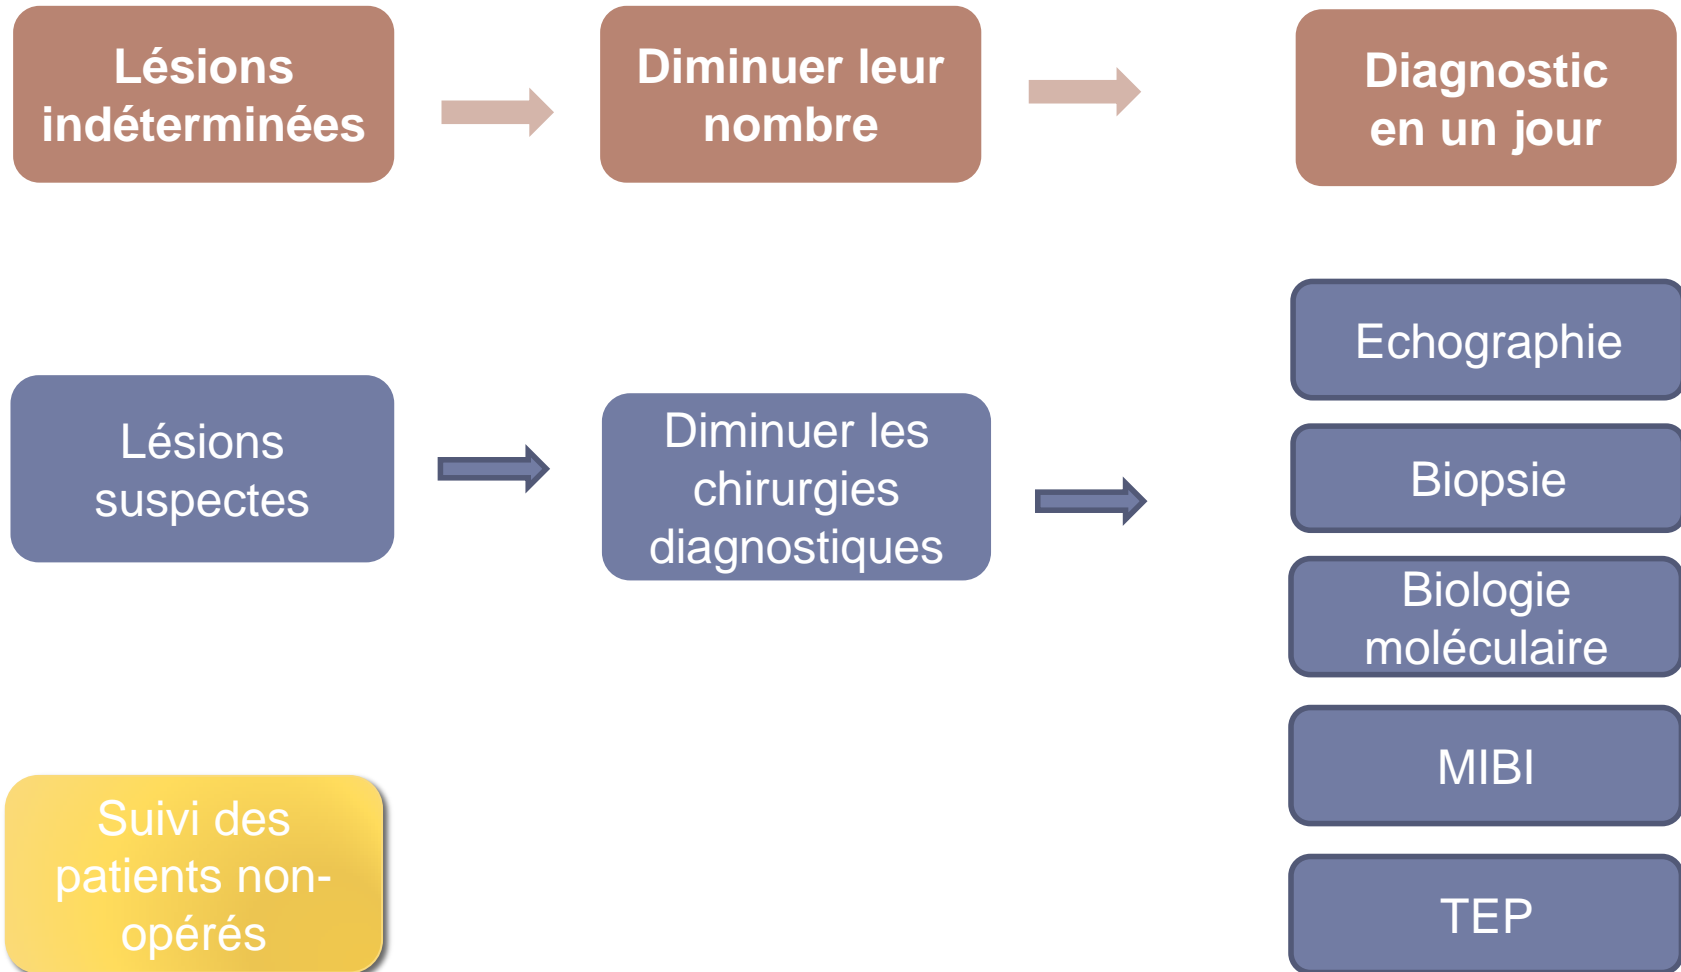 Lésions
indéterminées
Diminuer leur
nombre
Diagnostic
en un jour
Lésions
suspectes
Diminuer les
chirurgies
diagnostiques
Echographie
Biopsie
Biologie
moléculaire
MIBI
TEP
Suivi des
patients non-
opérés